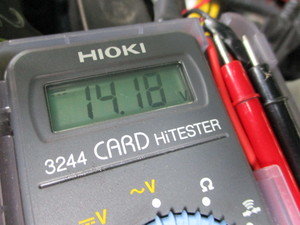 HIOKI
14.18 V
3244 CARD HiTESTER
~V
Ω
=V